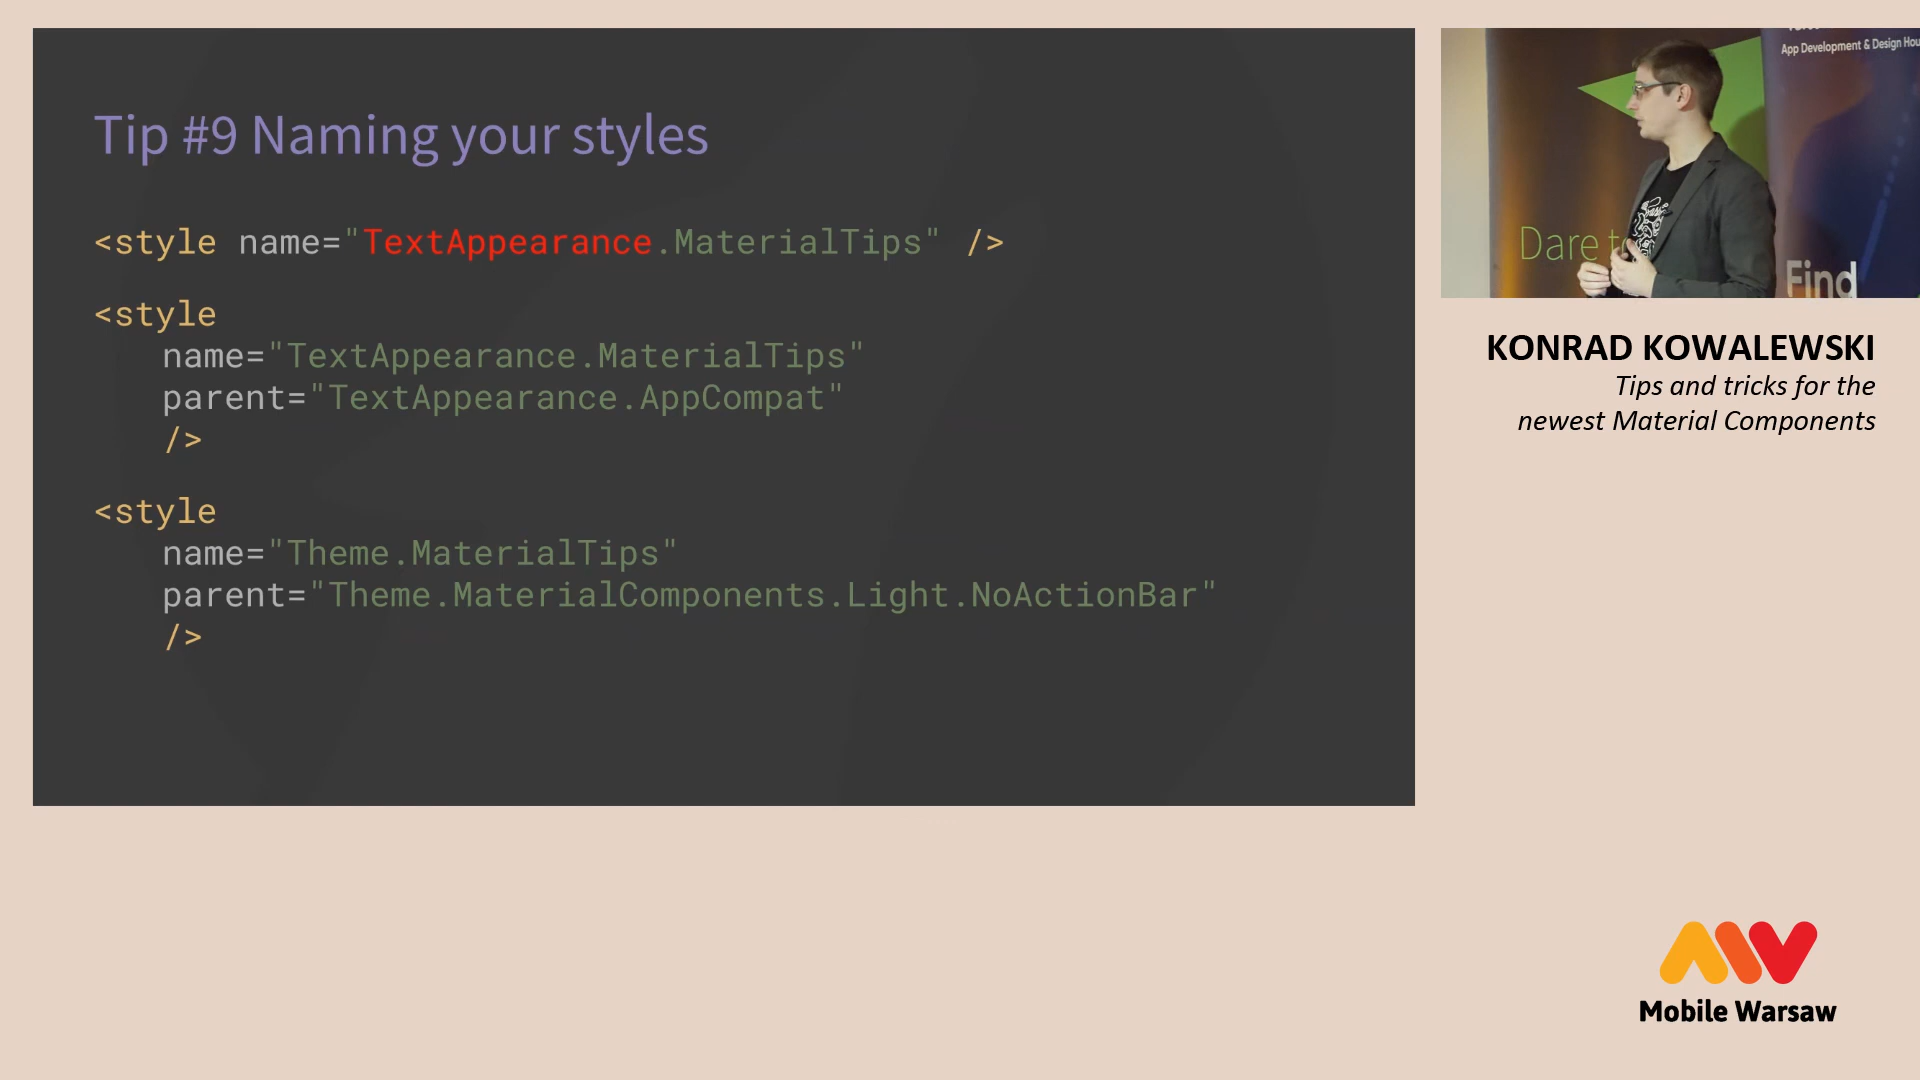 Tip #9 Naming your styles
<style name="TextAppearance.MaterialTips" />
<style
name="TextAppearance.MaterialTips"
parent="TextAppearance.AppCompat"
/>
<style
name="Theme.MaterialTips"
parent="Theme.MaterialComponents.Light.NoActionBar"
/>
App Development & Design Hou
Dare t
Find
KONRAD KOWALEWSKI
Tips and tricks for the
newest Material Components
Mobile Warsaw